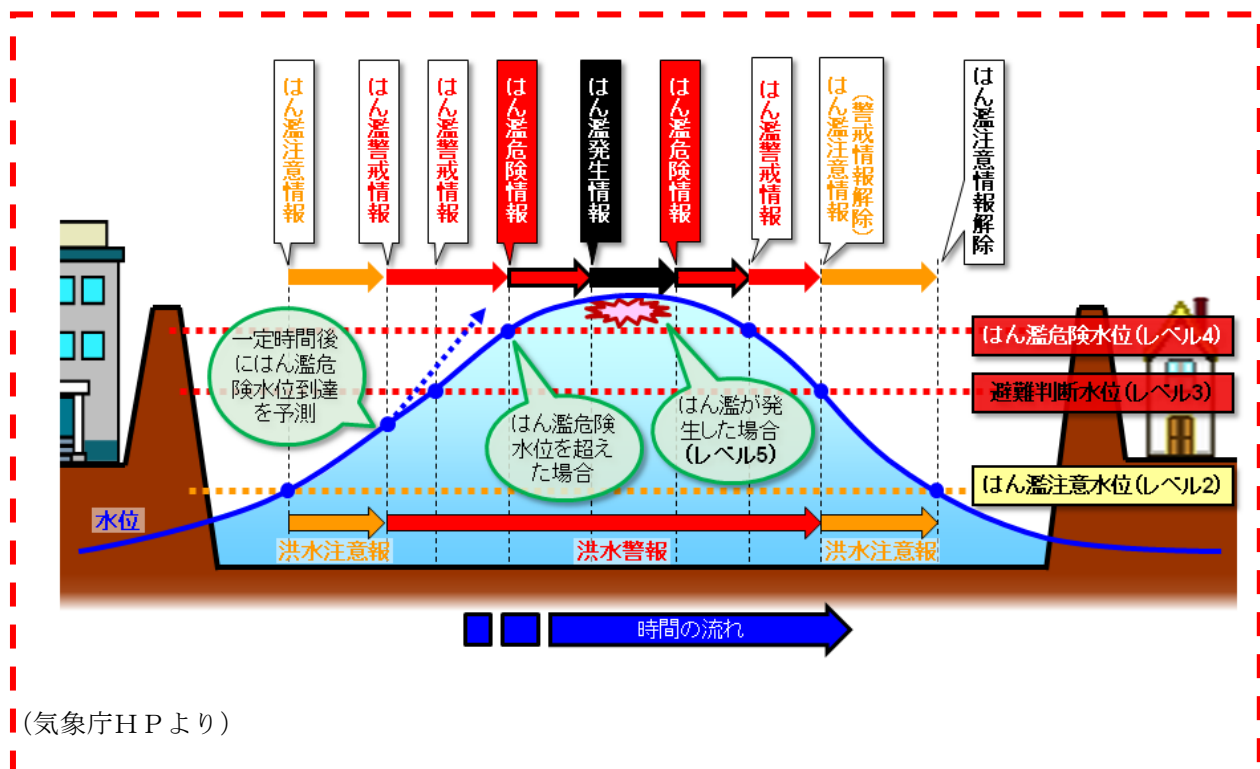 はん濫注意情報
はん濫警戒情報
はん濫警戒情報
はん濫危険情報
はん濫発生情報
はん濫危険情報
はん濫警戒情報
(警戒情報解除)
はん濫注意情報
はん濫注意情報解除
一定時間後
にはん濫危
険水位到達
を予測
はん濫危険
水位を超え
た場合
はん濫が発
生した場合
(レベル5)
はん濫危険水位(レベル4)
避難判断水位(レベル3)
はん濫注意水位(レベル2)
水位
洪水注意報
洪水警報
洪水注意報
時間の流れ
(気象庁HPより)